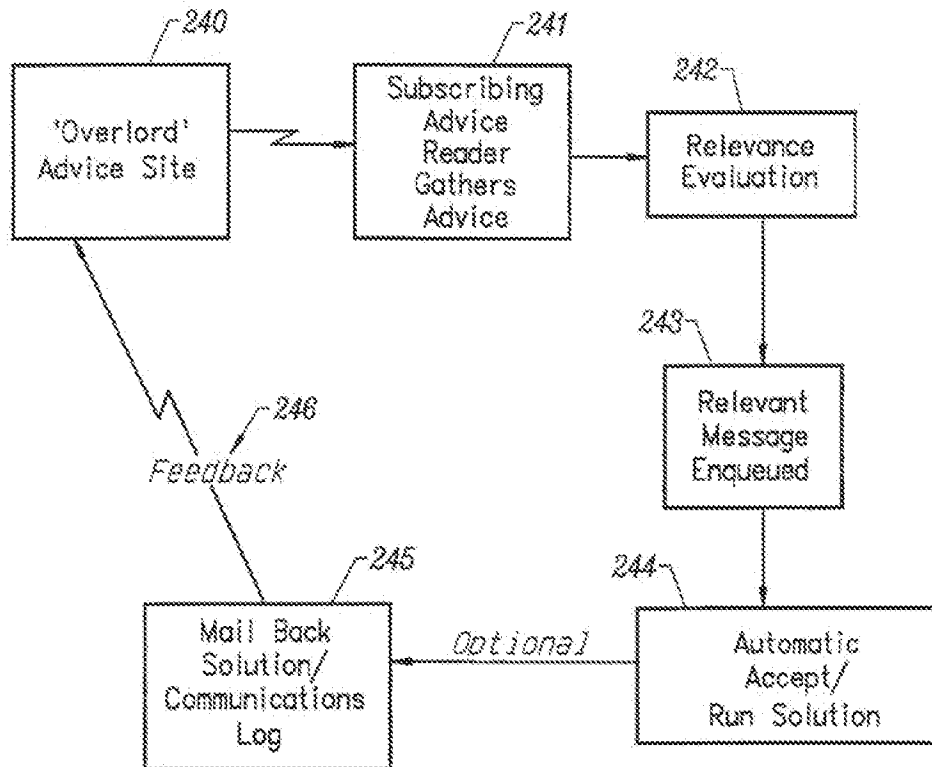 240
'Overlord'
Advice Site
241
Subscribing
Advice
Reader
Gathers
Advice
242
Relevance
Evaluation
243
Relevant
Message
Enqueued
244
Automatic
Accept/
Run Solution
Optional
245
Mail Back
Solution/
Communications
Log
246
Feedback